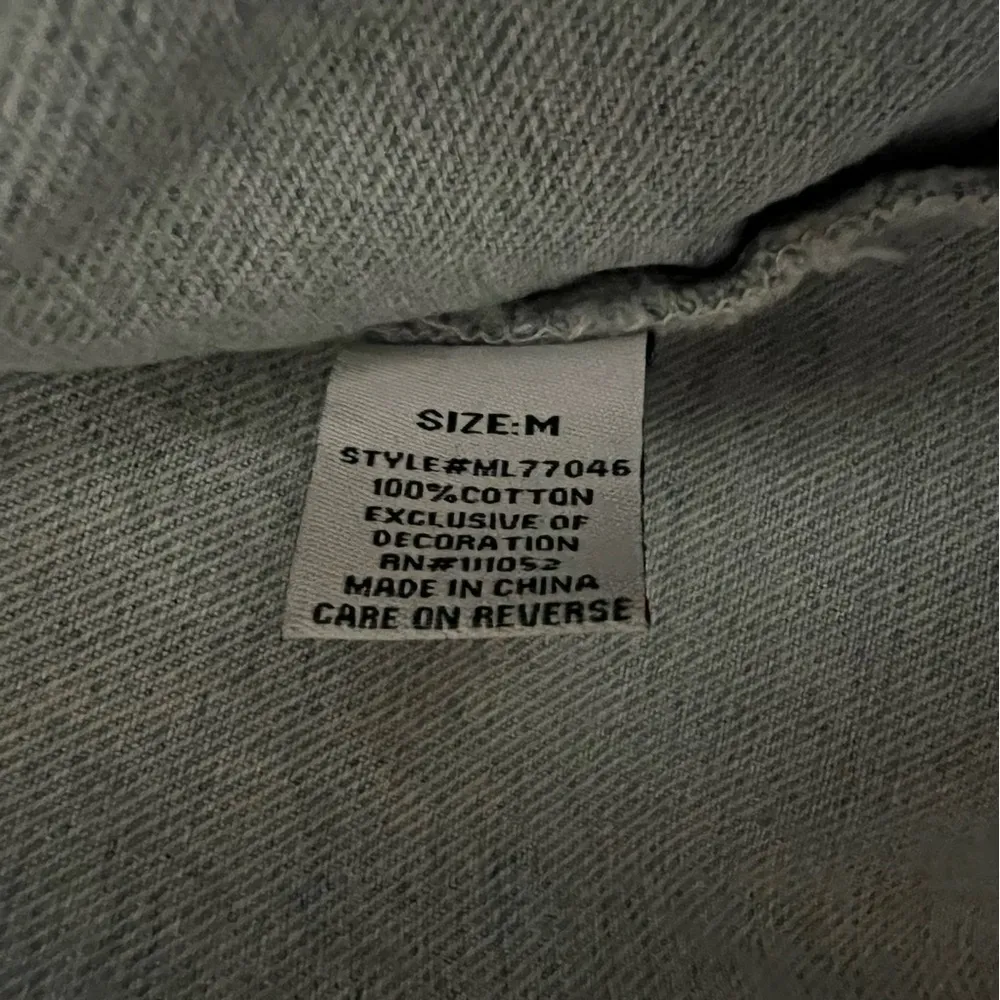 SIZE:M
STYLE#ML77046
100%COTTON
EXCLUSIVE OF
DECORATION
RN#111052
MADE IN CHINA
CARE ON REVERSE